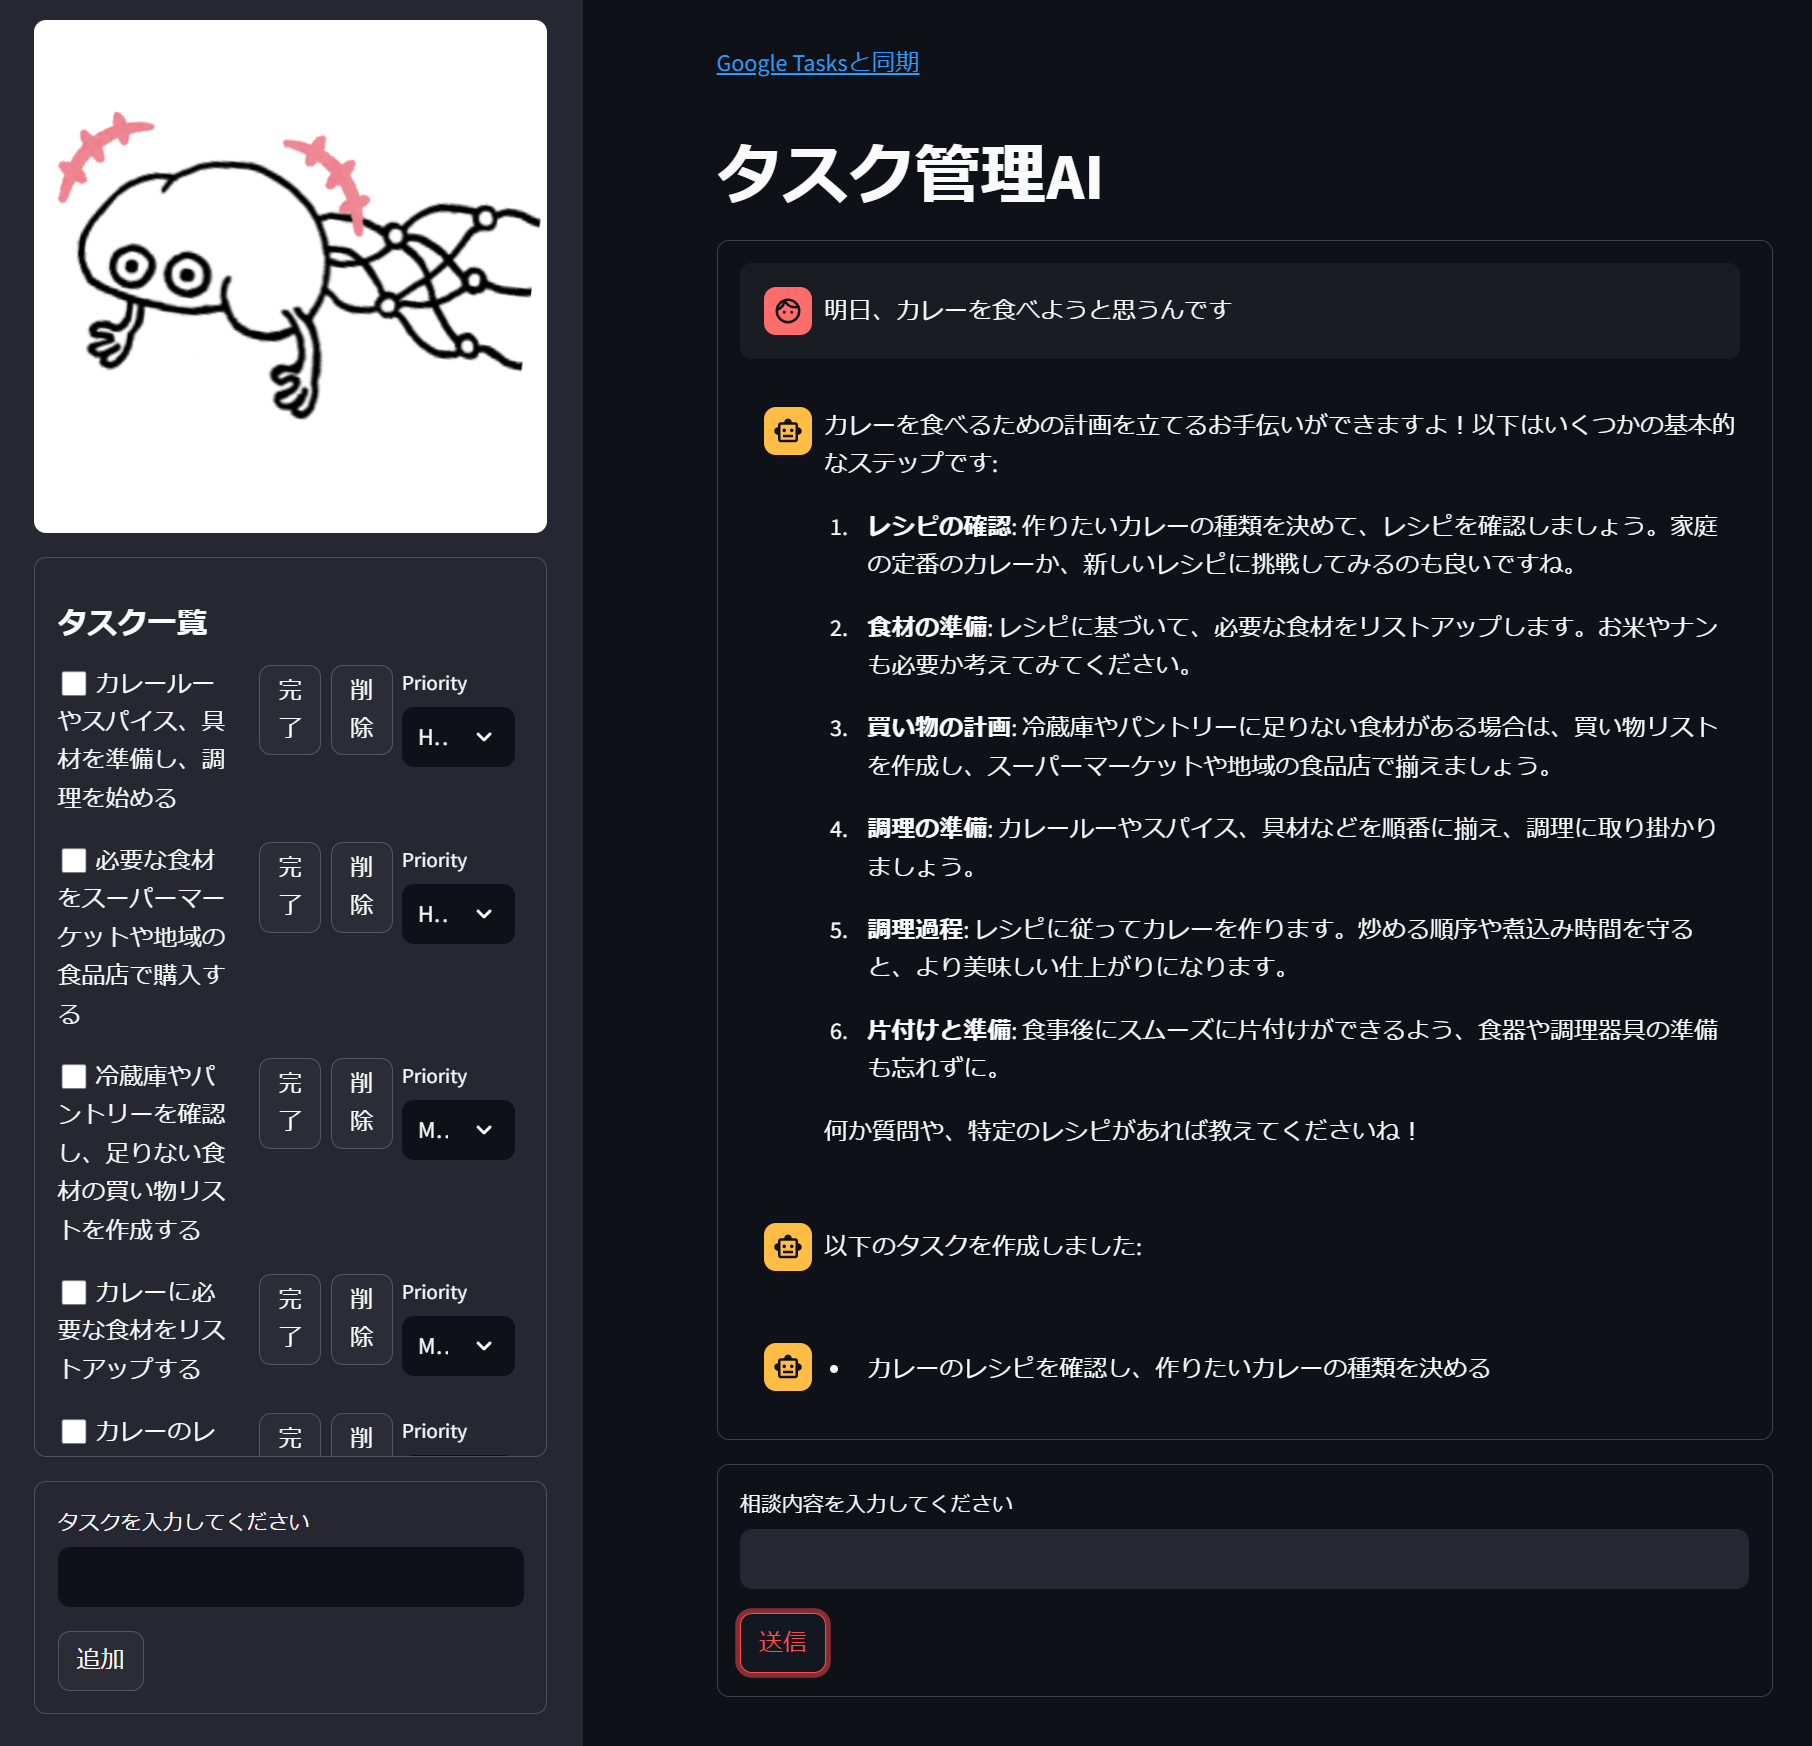 タスク一覧
カレールー
やスパイス、具
材を準備し、調
理を始める
完
了
削
除
Priority
H..
必要な食材
をスーパーマー
ケットや地域の
食品店で購入す
る
完
了
削
除
Priority
H..
冷蔵庫やパ
ントリーを確認
し、足りない食
材の買い物リス
トを作成する
完
了
削
除
Priority
M..
カレーに必
要な食材をリス
トアップする
完
了
削
除
Priority
M..
カレーのレ
完
削
Priority
タスクを入力してください
追加
Google Tasksと同期
タスク管理AI
明日、カレーを食べようと思うんです
カレーを食べるための計画を立てるお手伝いができますよ！以下はいくつかの基本的
なステップです:
1. レシピの確認: 作りたいカレーの種類を決めて、レシピを確認しましょう。家庭
の定番のカレーか、新しいレシピに挑戦してみるのも良いですね。
2. 食材の準備: レシピに基づいて、必要な食材をリストアップします。お米やナン
も必要か考えてみてください。
3. 買い物の計画: 冷蔵庫やパントリーに足りない食材がある場合は、買い物リスト
を作成し、スーパーマーケットや地域の食品店で揃えましょう。
4. 調理の準備: カレールーやスパイス、具材などを順番に揃え、調理に取り掛かり
ましょう。
5. 調理過程: レシピに従ってカレーを作ります。炒める順序や煮込み時間を守る
と、より美味しい仕上がりになります。
6. 片付けと準備: 食事後にスムーズに片付けができるよう、食器や調理器具の準備
も忘れずに。
何か質問や、特定のレシピがあれば教えてくださいね！
以下のタスクを作成しました:
• カレーのレシピを確認し、作りたいカレーの種類を決める
相談内容を入力してください
送信